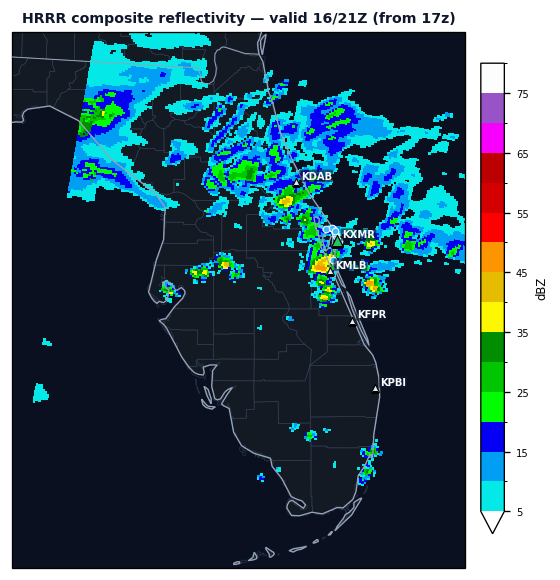 HRRR composite reflectivity — valid 16/21Z (from 17z)
KDAB
KXMR
KMLB
KFPR
KPBI
75
65
55
45
35
25
15
5
dBZ